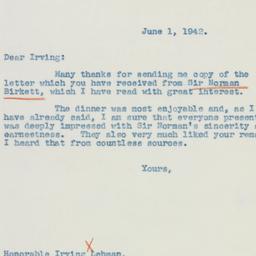 June 1, 1942.
Dear Irving:
Many thanks for sending me copy of the
letter which you have received from Sir Norman
Birkett, which I have read with great interest.
The dinner was most enjoyable and, as I
have already said, I am sure that everyone present
was deeply impressed with Sir Norman's sincerity
earnestness. They also very much liked your
I heard that from countless sources.
Yours,
Honorable Irving Lehman,